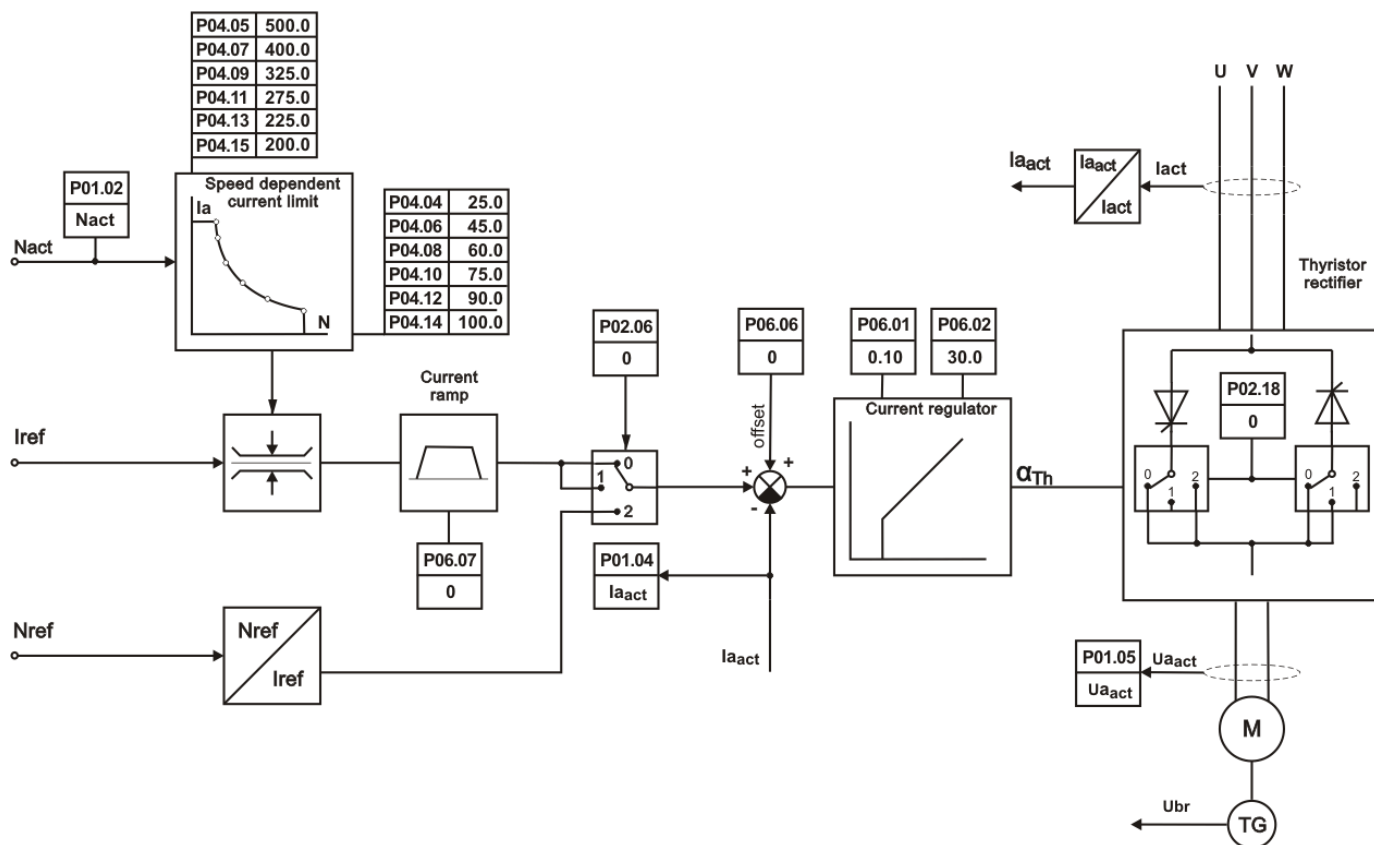 P04.05 500.0
P04.07 400.0
P04.09 325.0
P04.11 275.0
P04.13 225.0
P04.15 200.0
U V W
P01.02
Nact
Speed dependent
current limit
Ia
N
Nact
P04.04 25.0
P04.06 45.0
P04.08 60.0
P04.10 75.0
P04.12 90.0
P04.14 100.0
Iaact
Iaact
Iact
Iact
Thyristor
rectifier
P02.06
0
P06.06
0
P06.01
0.10
P06.02
30.0
Current
ramp
offset
Current regulator
P02.18
0
Iref
0
1
2
+
+
-
αTh
0
1
2
0
1
2
P06.07
0
P01.04
Iaact
Nref
Nref
Iref
Iaact
P01.05
Uaact
Uaact
M
Ubr
TG